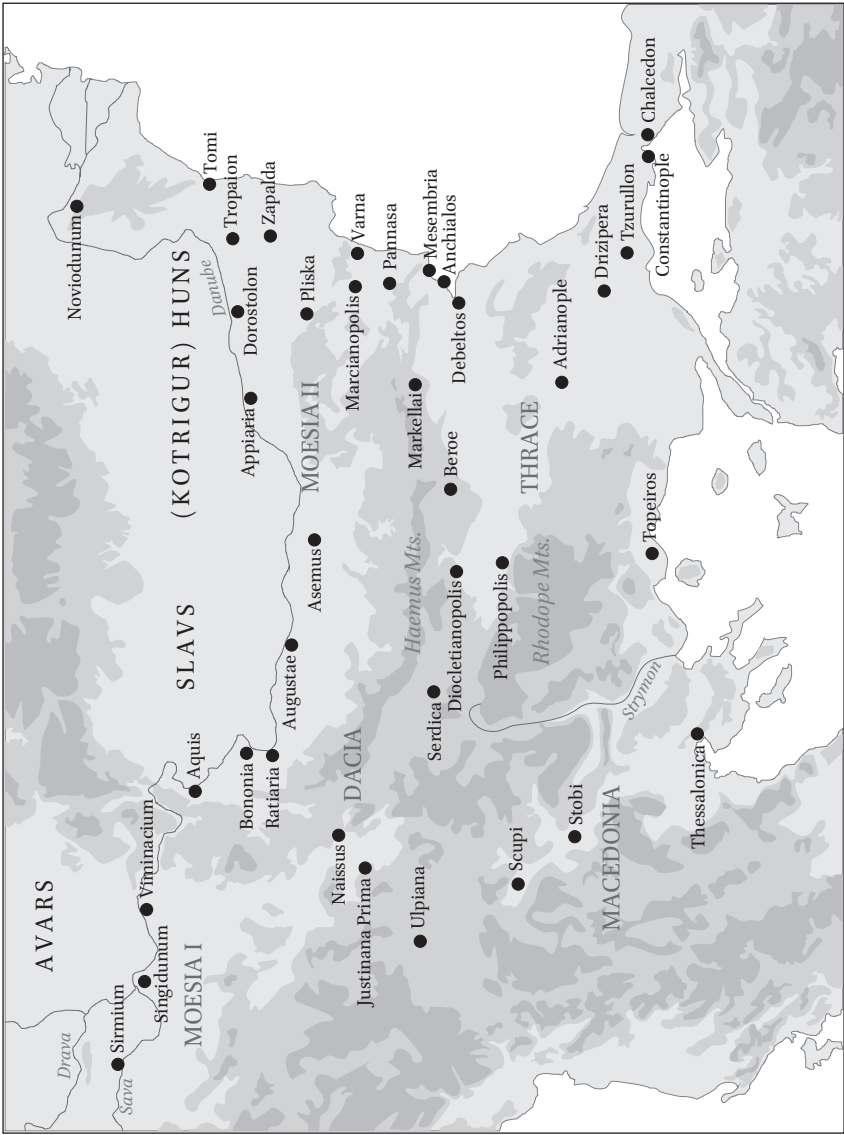 AVARS
SLAVS
(KOTRIGUR) HUNS
Drava
Sava
Danube
Sirmium
Singidunum
Viminacium
MOESIA I
Aquis
Bononia
Ratiaria
Augustae
Asemus
Appiaria
Dorostolon
Noviodurum
Tomi
Tropaion
Zapalda
Pliska
MOESIA II
Varna
Marcianopolis
Pannasa
Mesembria
Anchialos
Debeltos
Markellai
Beroe
Haemus Mts.
DACIA
Naissus
Justinana Prima
Ulpiana
Serdica
Diocletianopolis
Philippopolis
Rhodope Mts.
THRACE
Adrianople
Drizipera
Tzurullon
Constantinople
Chalcedon
Scupi
Stobi
MACEDONIA
Strymon
Topeiros
Thessalonica